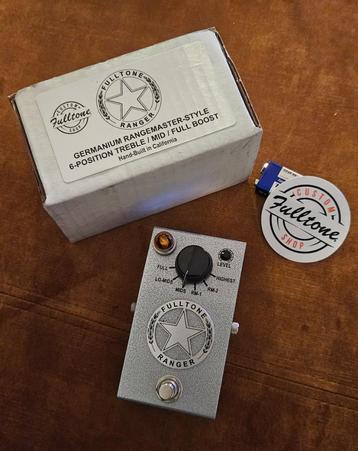 CUSTOM
Fulltone
SHOP
FULLTONE
RANGER
GERMANIUM RANGEMASTER-STYLE
6-POSITION TREBLE / MID / FULL BOOST
Hand-Built in California
CUSTOM
Fulltone
SHOP
LEVEL
FULL
HIGHEST
LO-MIDS
RM-2
MIDS
RM-1
FULLTONE
RANGER